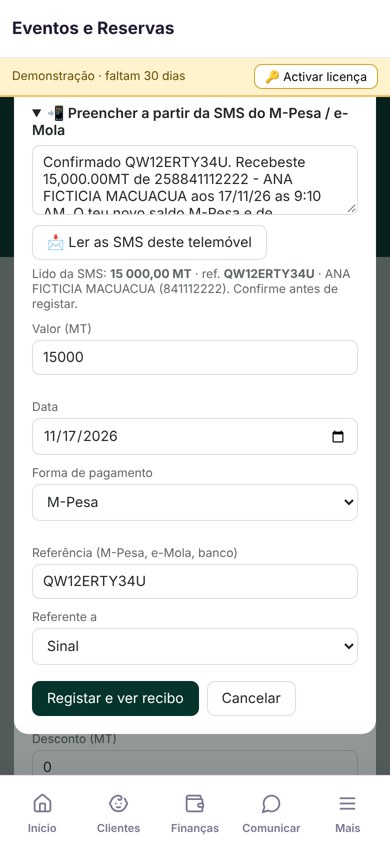 Eventos e Reservas
Demonstração · faltam 30 dias
🔑 Activar licença
▼ 📲 Preencher a partir da SMS do M-Pesa / e-
Mola
Confirmado QW12ERTY34U. Recebeste
15,000.00MT de 258841112222 - ANA
FICTICIA MACUACUA aos 17/11/26 as 9:10
AM. O teu novo saldo M-Pesa e de
📩 Ler as SMS deste telemóvel
Lido da SMS: 15 000,00 MT · ref. QW12ERTY34U · ANA
FICTICIA MACUACUA (841112222). Confirme antes de
registar.
Valor (MT)
15000
Data
11/17/2026
Forma de pagamento
M-Pesa
Referência (M-Pesa, e-Mola, banco)
QW12ERTY34U
Referente a
Sinal
Registar e ver recibo
Cancelar
Desconto (MT)
0
Início
Clientes
Finanças
Comunicar
Mais